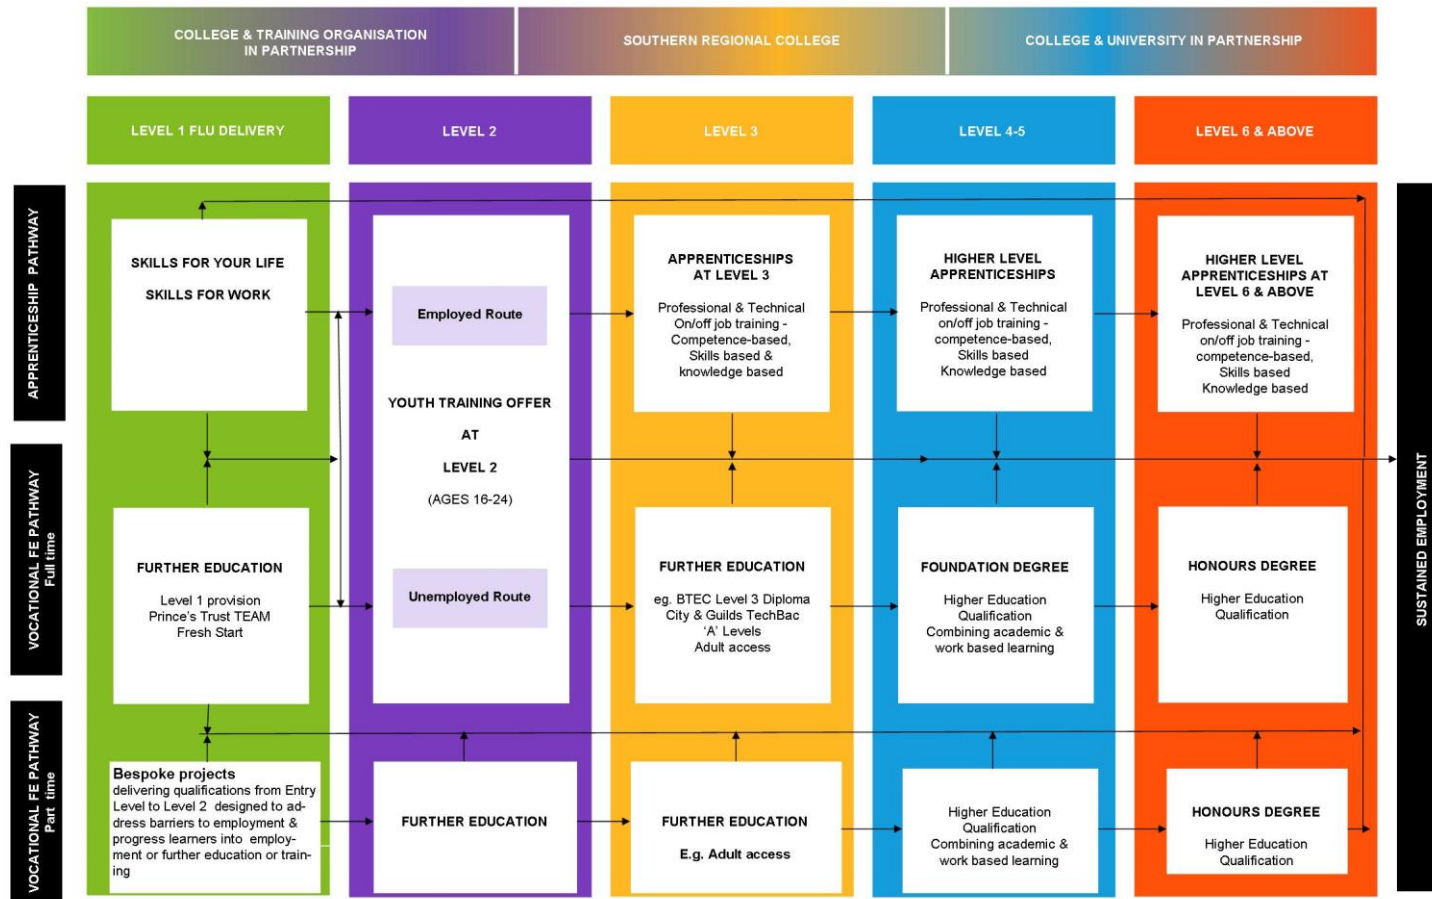 COLLEGE & TRAINING ORGANISATION
IN PARTNERSHIP
SOUTHERN REGIONAL COLLEGE
COLLEGE & UNIVERSITY IN PARTNERSHIP
LEVEL 1 FLU DELIVERY
LEVEL 2
LEVEL 3
LEVEL 4-5
LEVEL 6 & ABOVE
APPRENTICESHIP PATHWAY
SKILLS FOR YOUR LIFE
SKILLS FOR WORK
Employed Route
YOUTH TRAINING OFFER
AT
LEVEL 2
(AGES 16-24)
Unemployed Route
APPRENTICESHIPS
AT LEVEL 3
Professional & Technical
On/off job training -
Competence-based,
Skills based &
knowledge based
HIGHER LEVEL
APPRENTICESHIPS
Professional & Technical
on/off job training -
competence-based,
Skills based
Knowledge based
HIGHER LEVEL
APPRENTICESHIPS AT
LEVEL 6 & ABOVE
Professional & Technical
on/off job training -
competence-based,
Skills based
Knowledge based
VOCATIONAL FE PATHWAY
Full time
FURTHER EDUCATION
Level 1 provision
Prince's Trust TEAM
Fresh Start
FURTHER EDUCATION
eg. BTEC Level 3 Diploma
City & Guilds TechBac
‘A’ Levels
Adult access
FOUNDATION DEGREE
Higher Education
Qualification
Combining academic &
work based learning
HONOURS DEGREE
Higher Education
Qualification
VOCATIONAL FE PATHWAY
Part time
Bespoke projects
delivering qualifications from Entry
Level to Level 2 designed to ad-
dress barriers to employment &
progress learners into employ-
ment or further education or train-
ing
FURTHER EDUCATION
FURTHER EDUCATION
E.g. Adult access
Higher Education
Qualification
Combining academic &
work based learning
HONOURS DEGREE
Higher Education
Qualification
SUSTAINED EMPLOYMENT